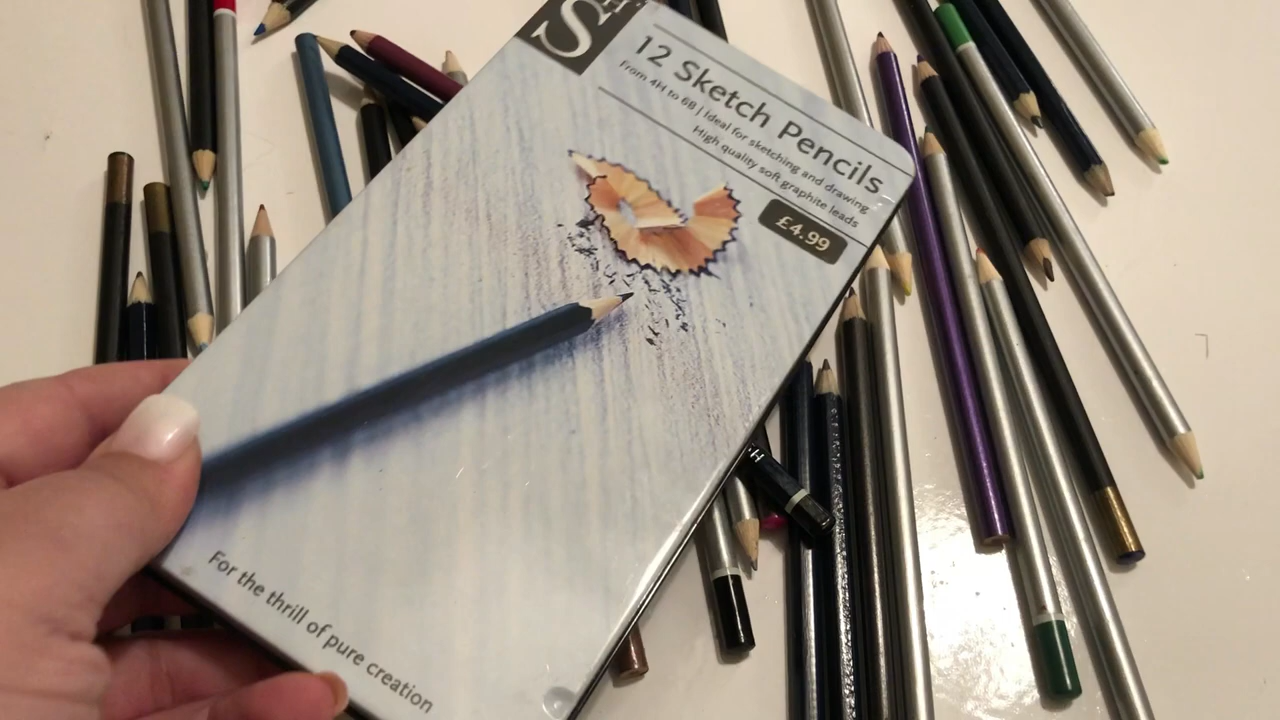 12 Sketch Pencils
From 4H to 6B | ideal for sketching and drawing
High quality soft graphite leads
£4.99
H
For the thrill of pure creation